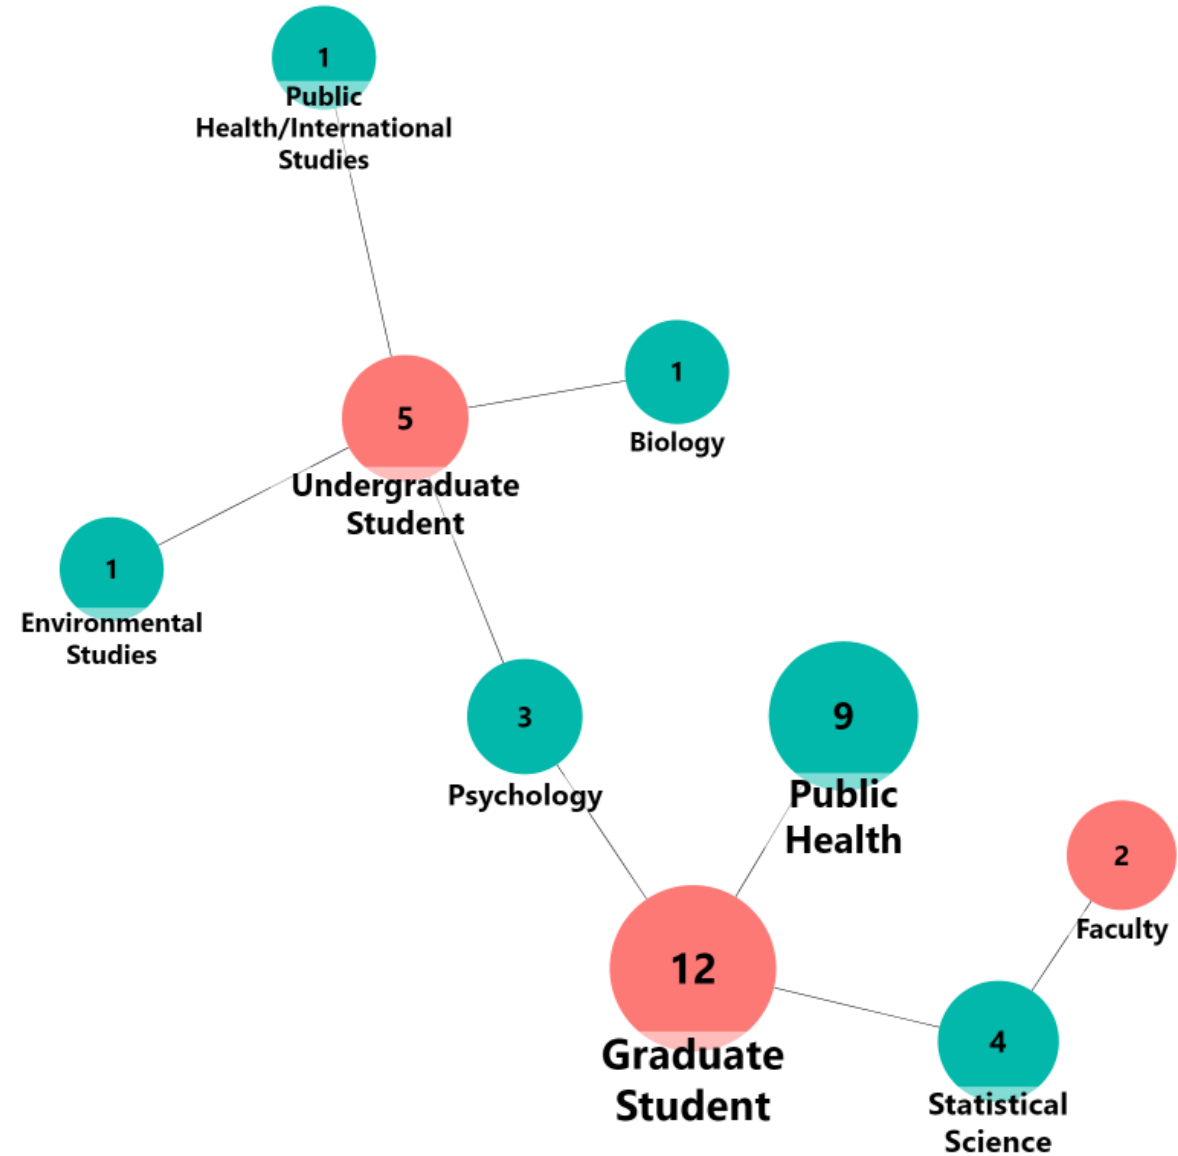 1
Public
Health/International
Studies
1
Biology
5
Undergraduate
Student
1
Environmental
Studies
3
Psychology
9
Public
Health
2
Faculty
12
Graduate
Student
4
Statistical
Science